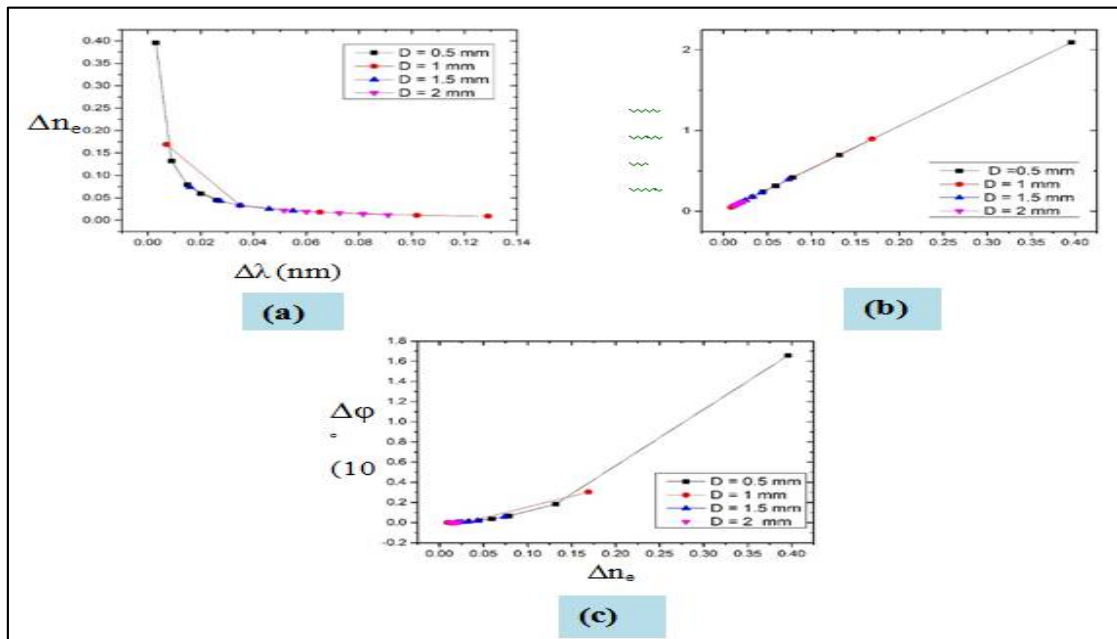 0.40
0.35
0.30
0.25
0.20
0.15
0.10
0.05
0.00
Δnₑ
D = 0.5 mm
D = 1 mm
D = 1.5 mm
D = 2 mm
0.00 0.02 0.04 0.06 0.08 0.10 0.12 0.14
Δλ (nm)
(a)
2
1
0
D =0.5 mm
D = 1 mm
D = 1.5 mm
D = 2 mm
0.00 0.05 0.10 0.15 0.20 0.25 0.30 0.35 0.40
(b)
1.8
1.6
1.4
1.2
1.0
0.8
0.6
0.4
0.2
0.0
-0.2
Δφ
°
(10
D = 0.5 mm
D = 1 mm
D = 1.5 mm
D = 2 mm
0.00 0.05 0.10 0.15 0.20 0.25 0.30 0.35 0.40
Δnₑ
(c)